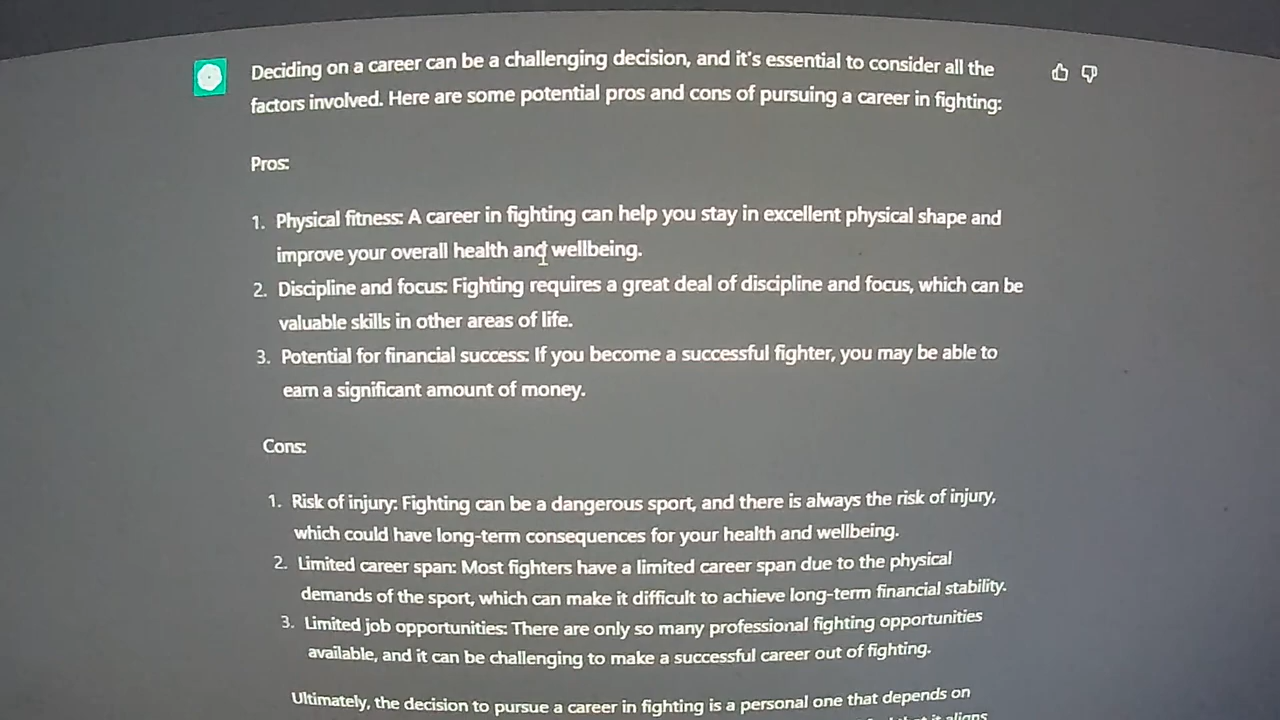 Deciding on a career can be a challenging decision, and it's essential to consider all the
factors involved. Here are some potential pros and cons of pursuing a career in fighting:
Pros:
1. Physical fitness: A career in fighting can help you stay in excellent physical shape and
improve your overall health and wellbeing.
2. Discipline and focus: Fighting requires a great deal of discipline and focus, which can be
valuable skills in other areas of life.
3. Potential for financial success: If you become a successful fighter, you may be able to
earn a significant amount of money.
Cons:
1. Risk of injury: Fighting can be a dangerous sport, and there is always the risk of injury,
which could have long-term consequences for your health and wellbeing.
2. Limited career span: Most fighters have a limited career span due to the physical
demands of the sport, which can make it difficult to achieve long-term financial stability.
3. Limited job opportunities: There are only so many professional fighting opportunities
available, and it can be challenging to make a successful career out of fighting.
Ultimately, the decision to pursue a career in fighting is a personal one that depends on
that it aligns